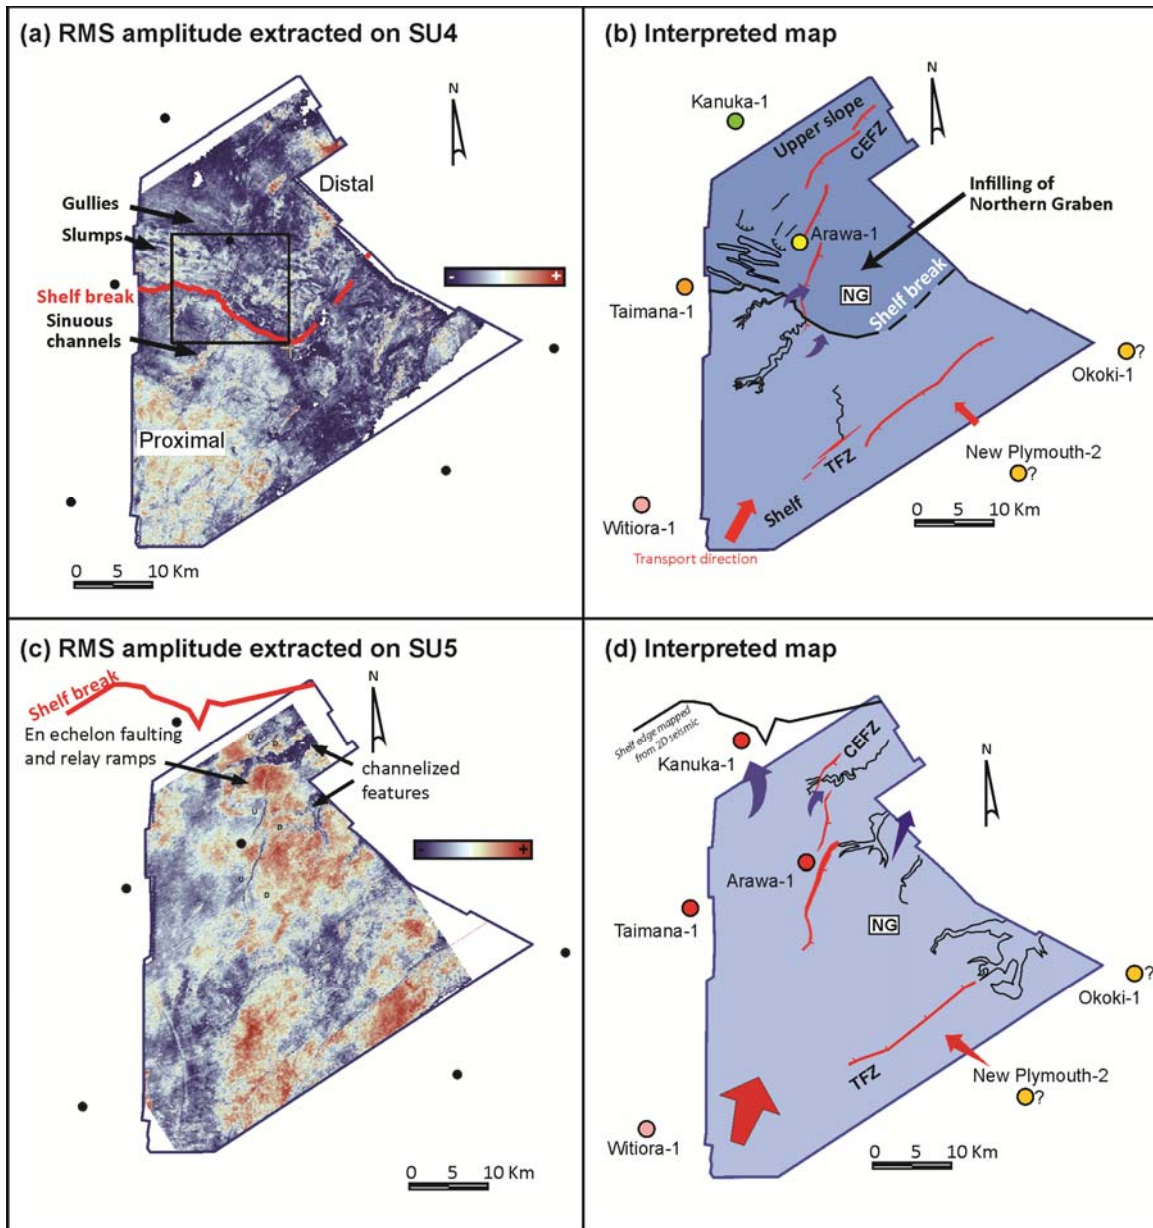 (a) RMS amplitude extracted on SU4
N
Distal
Gullies
Slumps
- +
Shelf break
Sinuous
channels
Proximal
0 5 10 Km
(b) Interpreted map
N
Kanuka-1
Upper slope
CEFZ
Infilling of
Northern Graben
Arawa-1
Taimana-1
NG
Shelf break
Okoki-1
?
New Plymouth-2
?
TFZ
Shelf
Witiora-1
0 5 10 Km
Transport direction
(c) RMS amplitude extracted on SU5
N
Shelf break
En echelon faulting
and relay ramps
channelized
features
U
D
U
D
U
D
- +
0 5 10 Km
(d) Interpreted map
Shelf edge mapped
from 2D seismic
Kanuka-1
CEFZ
N
Arawa-1
Taimana-1
NG
Okoki-1
?
TFZ
New Plymouth-2
?
Witiora-1
0 5 10 Km